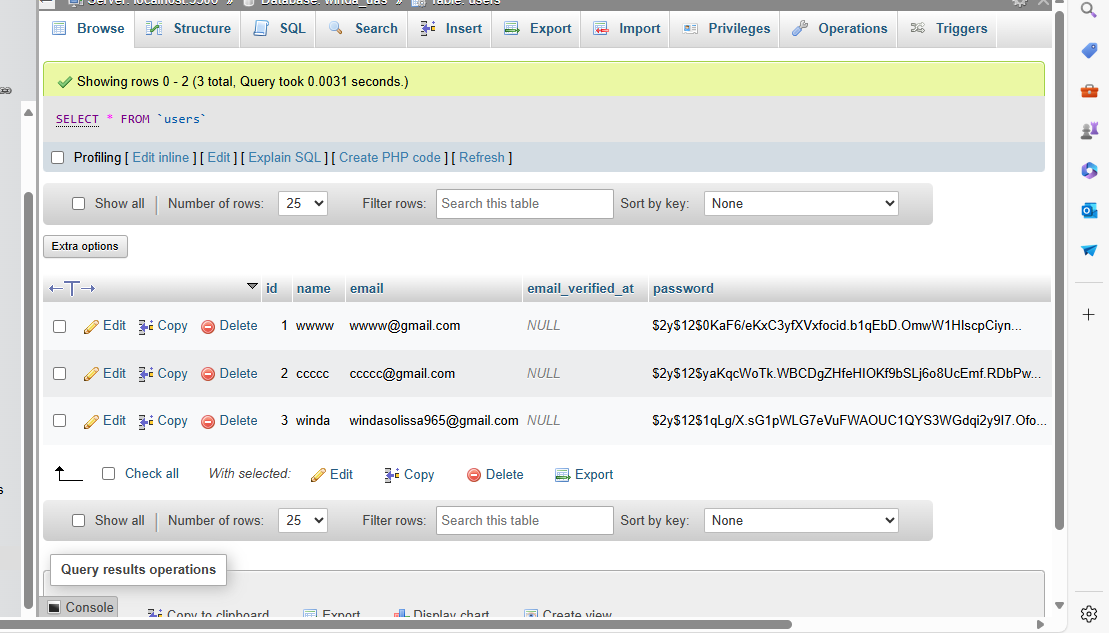 Server: localhost:3306 » Database: winda_uas » Table: users
Browse Structure SQL Search Insert Export Import Privileges Operations Triggers
Showing rows 0 - 2 (3 total, Query took 0.0031 seconds.)
SELECT * FROM `users`
Profiling [ Edit inline ] [ Edit ] [ Explain SQL ] [ Create PHP code ] [ Refresh ]
Show all | Number of rows: 25 Filter rows: Search this table Sort by key: None
Extra options
←T→ id name email email_verified_at password
Edit Copy Delete 1 wwww wwww@gmail.com NULL $2y$12$0KaF6/eKxC3yfXVxfocid.b1qEbD.OmwW1HIscpCiyn...
Edit Copy Delete 2 ccccc ccccc@gmail.com NULL $2y$12$yaKqcWoTk.WBCDgZHfeHIOKf9bSLj6o8UcEmf.RDbPw...
Edit Copy Delete 3 winda windasolissa965@gmail.com NULL $2y$12$1qLg/X.sG1pWLG7eVuFWAOUC1QYS3WGdqi2y9I7.Ofo...
Check all With selected: Edit Copy Delete Export
Show all | Number of rows: 25 Filter rows: Search this table Sort by key: None
Query results operations
Console Copy to clipboard Export Display chart Create view